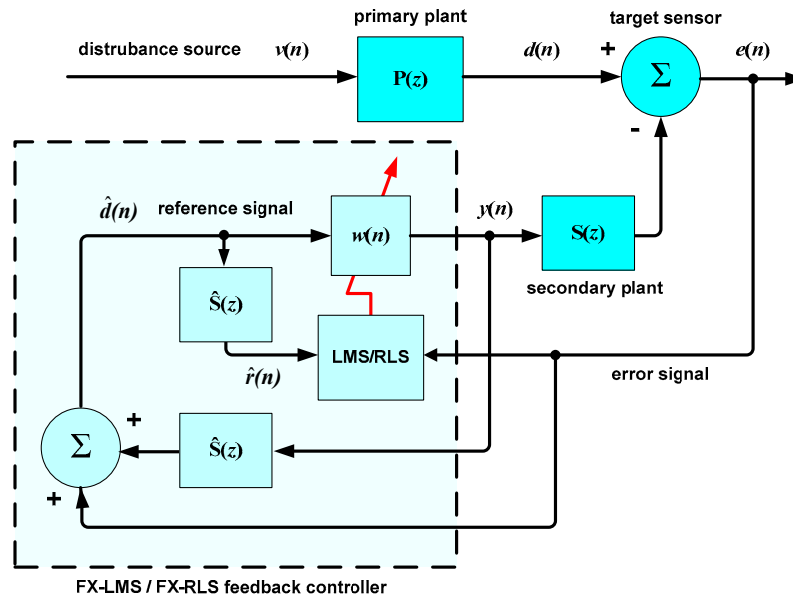 primary plant
target sensor
distrubance source
v(n)
P(z)
d(n)
+
Σ
e(n)
-
d̂(n)
reference signal
w(n)
y(n)
S(z)
secondary plant
Ŝ(z)
r̂(n)
LMS/RLS
error signal
Σ
+
+
Ŝ(z)
FX-LMS / FX-RLS feedback controller